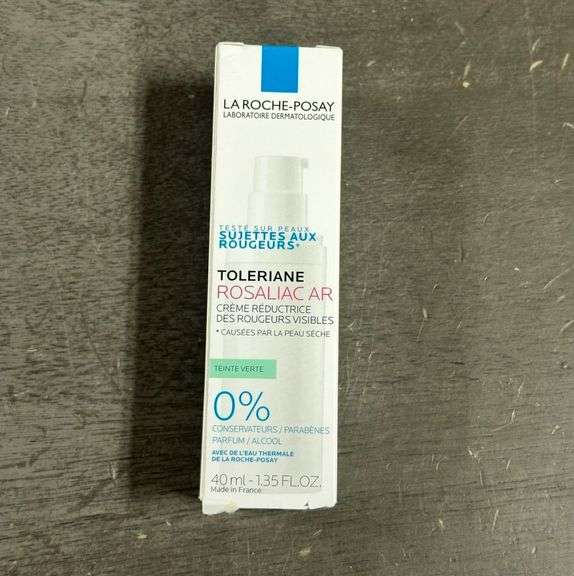 LA ROCHE-POSAY
LABORATOIRE DERMATOLOGIQUE
TESTÉ SUR PEAUX
SUJETTES AUX
ROUGEURS*
TOLERIANE
ROSALIAC AR
CRÈME RÉDUCTRICE
DES ROUGEURS VISIBLES
* CAUSÉES PAR LA PEAU SÈCHE
TEINTE VERTE
0%
CONSERVATEURS / PARABÈNES
PARFUM / ALCOOL
AVEC DE L'EAU THERMALE
DE LA ROCHE-POSAY
40 ml - 1.35 FL.OZ.
Made in France